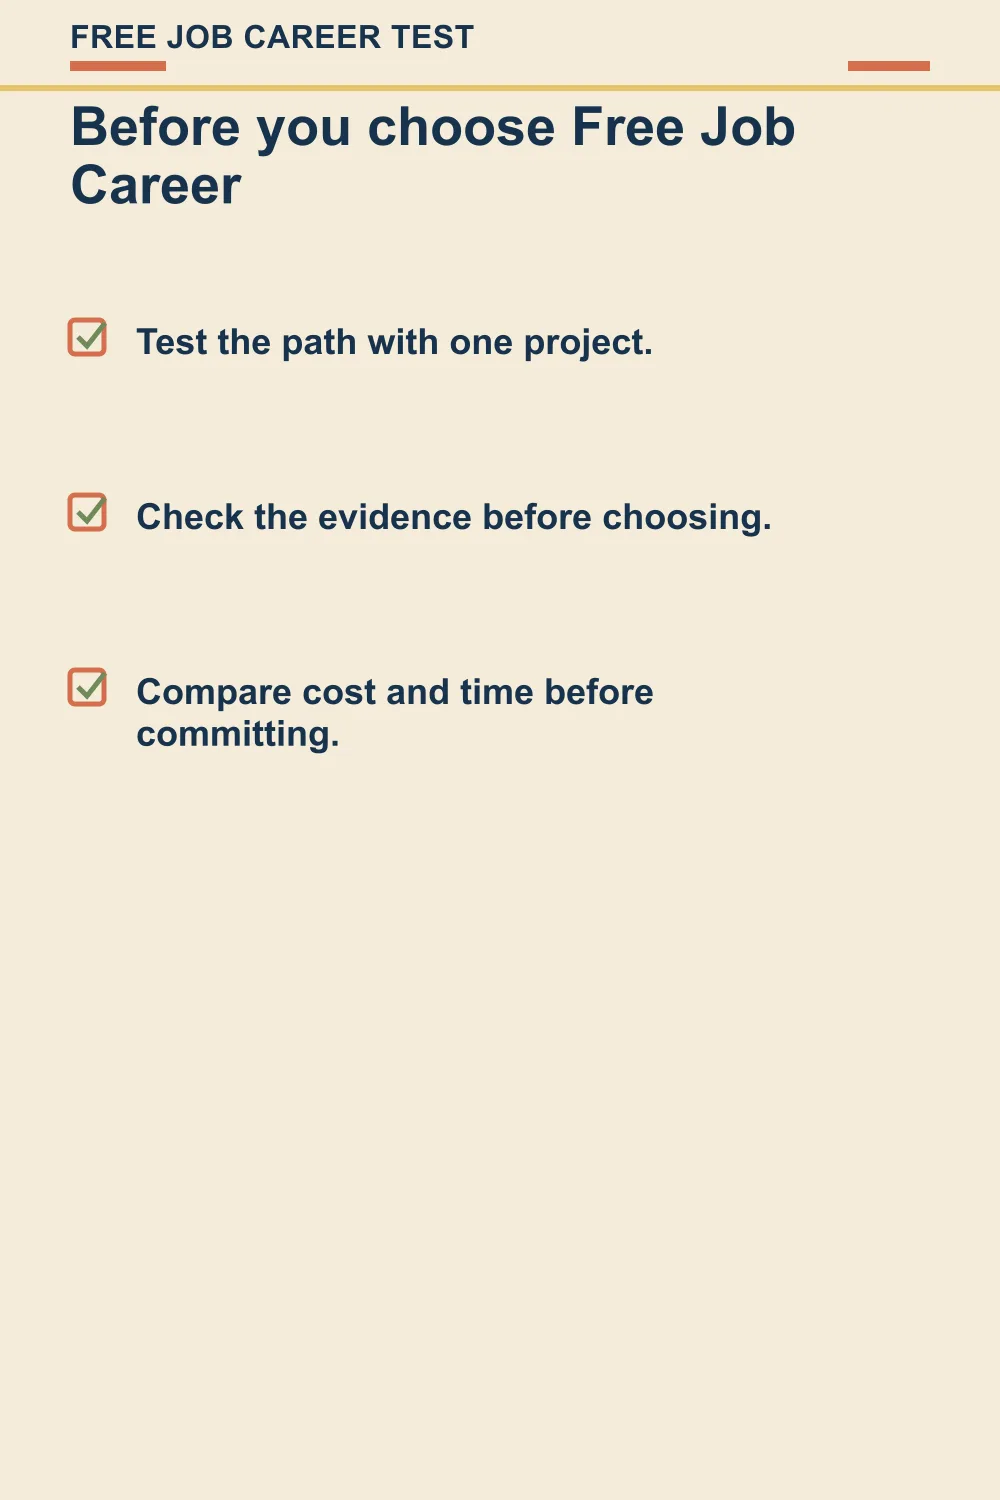 FREE JOB CAREER TEST
Before you choose Free Job
Career
Test the path with one project.
Check the evidence before choosing.
Compare cost and time before
committing.